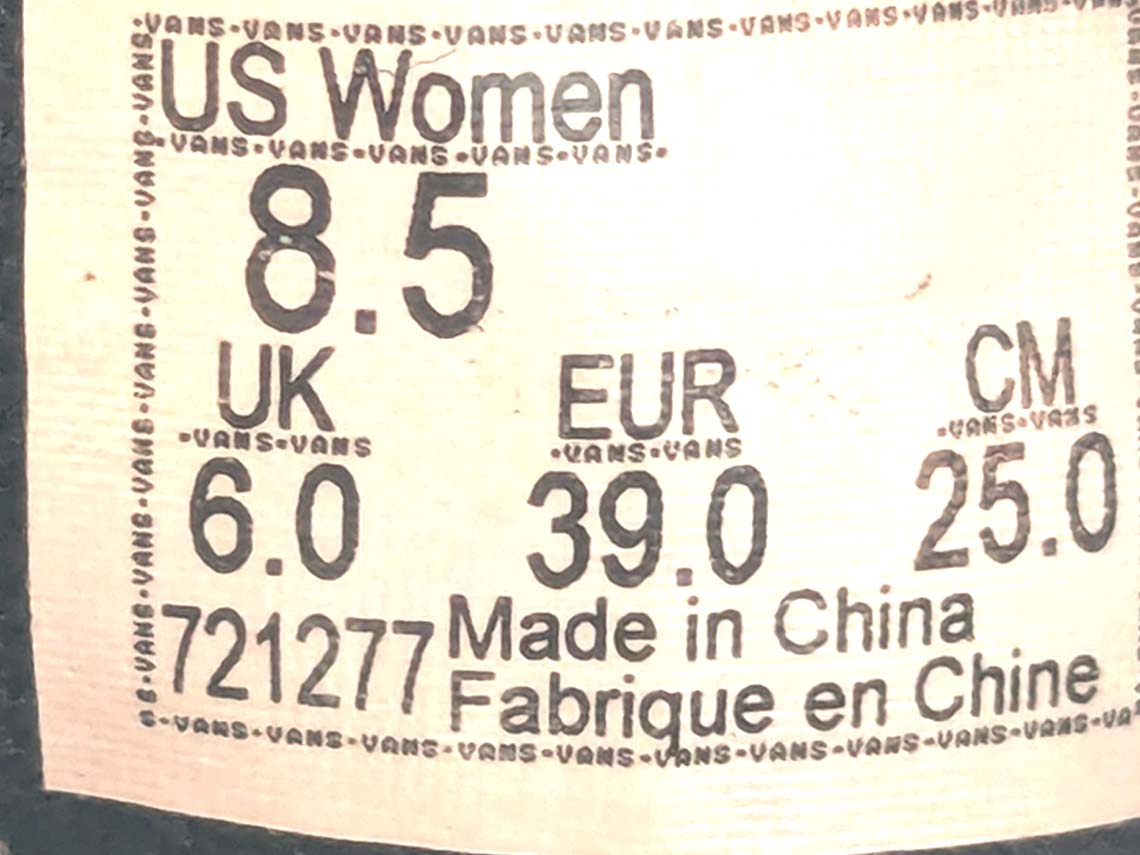 ·VANS·VANS·VANS·VANS·VANS·VANS·VANS·VANS·VANS·VANS
US Women
·VANS·VANS·VANS·VANS·VANS·
8.5
UK EUR CM
·VANS·VANS ·VANS·VANS ·VANS·VANS
6.0 39.0 25.0
721277 Made in China
Fabrique en Chine
S·VANS·VANS·VANS·VANS·VANS·VANS·VANS·VANS·VANS·VA